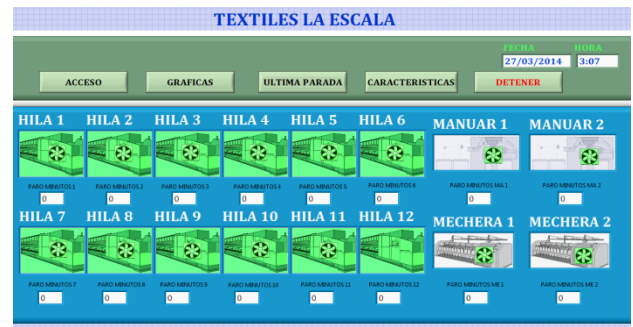 TEXTILES LA ESCALA
FECHA HORA
27/03/2014 3:07
ACCESO GRAFICAS ULTIMA PARADA CARACTERISTICAS DETENER
HILA 1 HILA 2 HILA 3 HILA 4 HILA 5 HILA 6 MANUAR 1 MANUAR 2
PARO MINUTOS 1 PARO MINUTOS 2 PARO MINUTOS 3 PARO MINUTOS 4 PARO MINUTOS 5 PARO MINUTOS 6 PARO MINUTOS MA 1 PARO MINUTOS MA 2
0 0 0 0 0 0 0 0
HILA 7 HILA 8 HILA 9 HILA 10 HILA 11 HILA 12 MECHERA 1 MECHERA 2
PARO MINUTOS 7 PARO MINUTOS 8 PARO MINUTOS 9 PARO MINUTOS 10 PARO MINUTOS 11 PARO MINUTOS 12 PARO MINUTOS ME 1 PARO MINUTOS ME 2
0 0 0 0 0 0 0 0